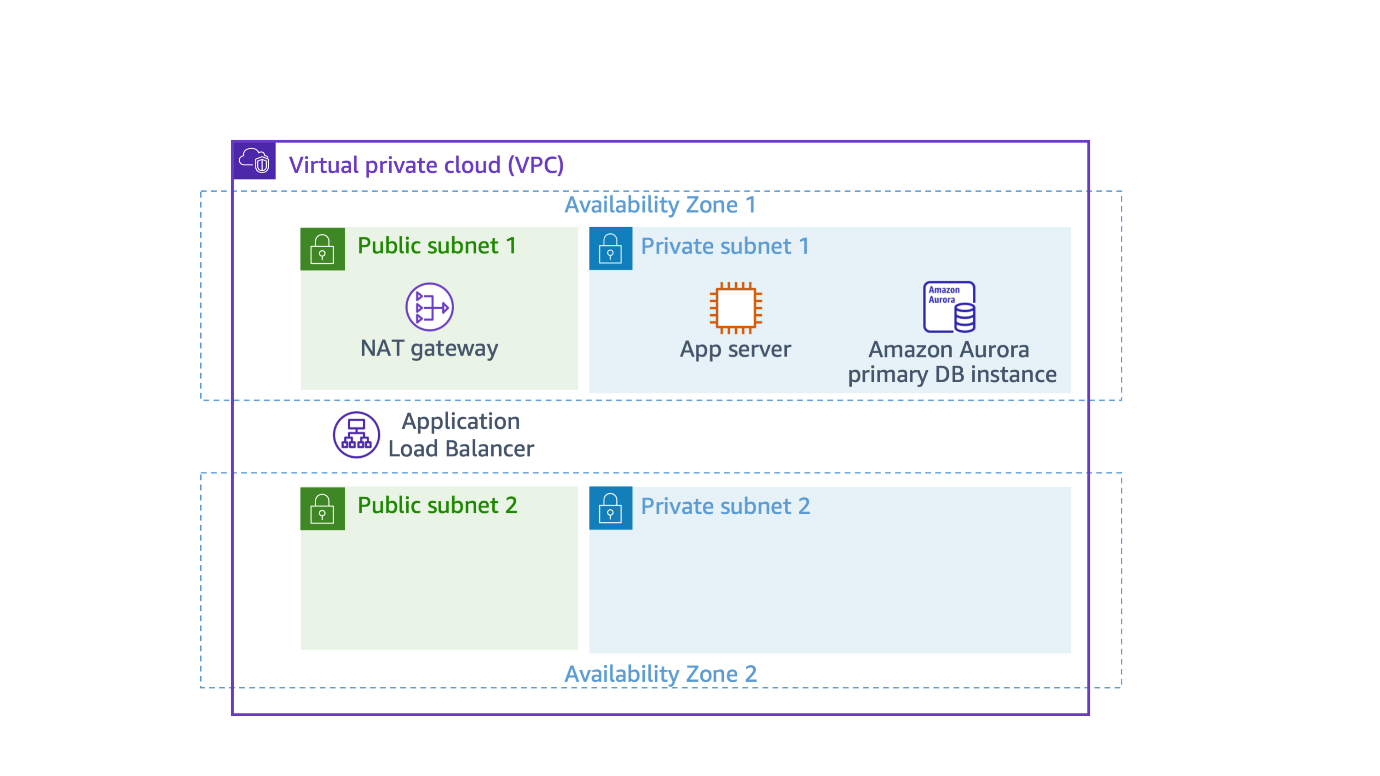 Virtual private cloud (VPC)
Availability Zone 1
Public subnet 1
Private subnet 1
NAT gateway
App server
Amazon
Aurora
Amazon Aurora
primary DB instance
Application
Load Balancer
Public subnet 2
Private subnet 2
Availability Zone 2